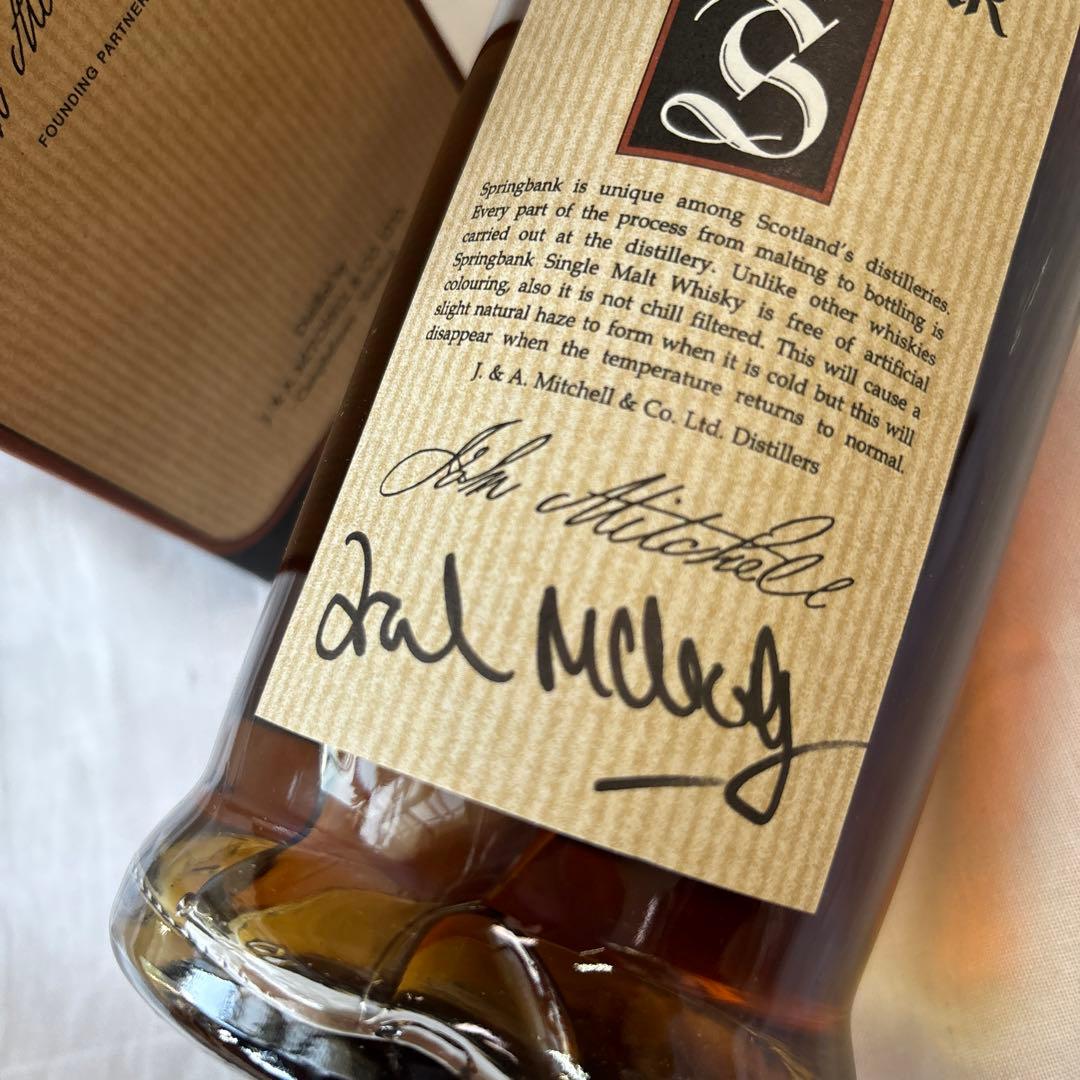 FOUNDING PARTNER
S
Springbank is unique among Scotland's distilleries.
Every part of the process from malting to bottling is
carried out at the distillery. Unlike other whiskies
Springbank Single Malt Whisky is free of artificial
colouring, also it is not chill filtered. This will cause a
slight natural haze to form when it is cold but this will
disappear when the temperature returns to normal.
J. & A. Mitchell & Co. Ltd. Distillers
John Mitchell